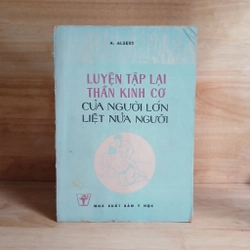 A. ALBERT
LUYỆN TẬP LẠI
THẦN KINH CƠ
CỦA NGƯỜI LỚN
LIỆT NỬA NGƯỜI
NHÀ XUẤT BẢN Y HỌC